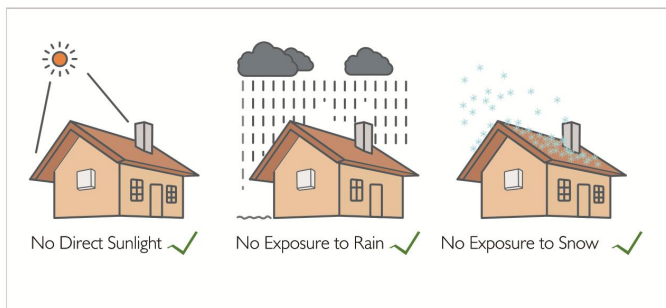 No Direct Sunlight
No Exposure to Rain
No Exposure to Snow